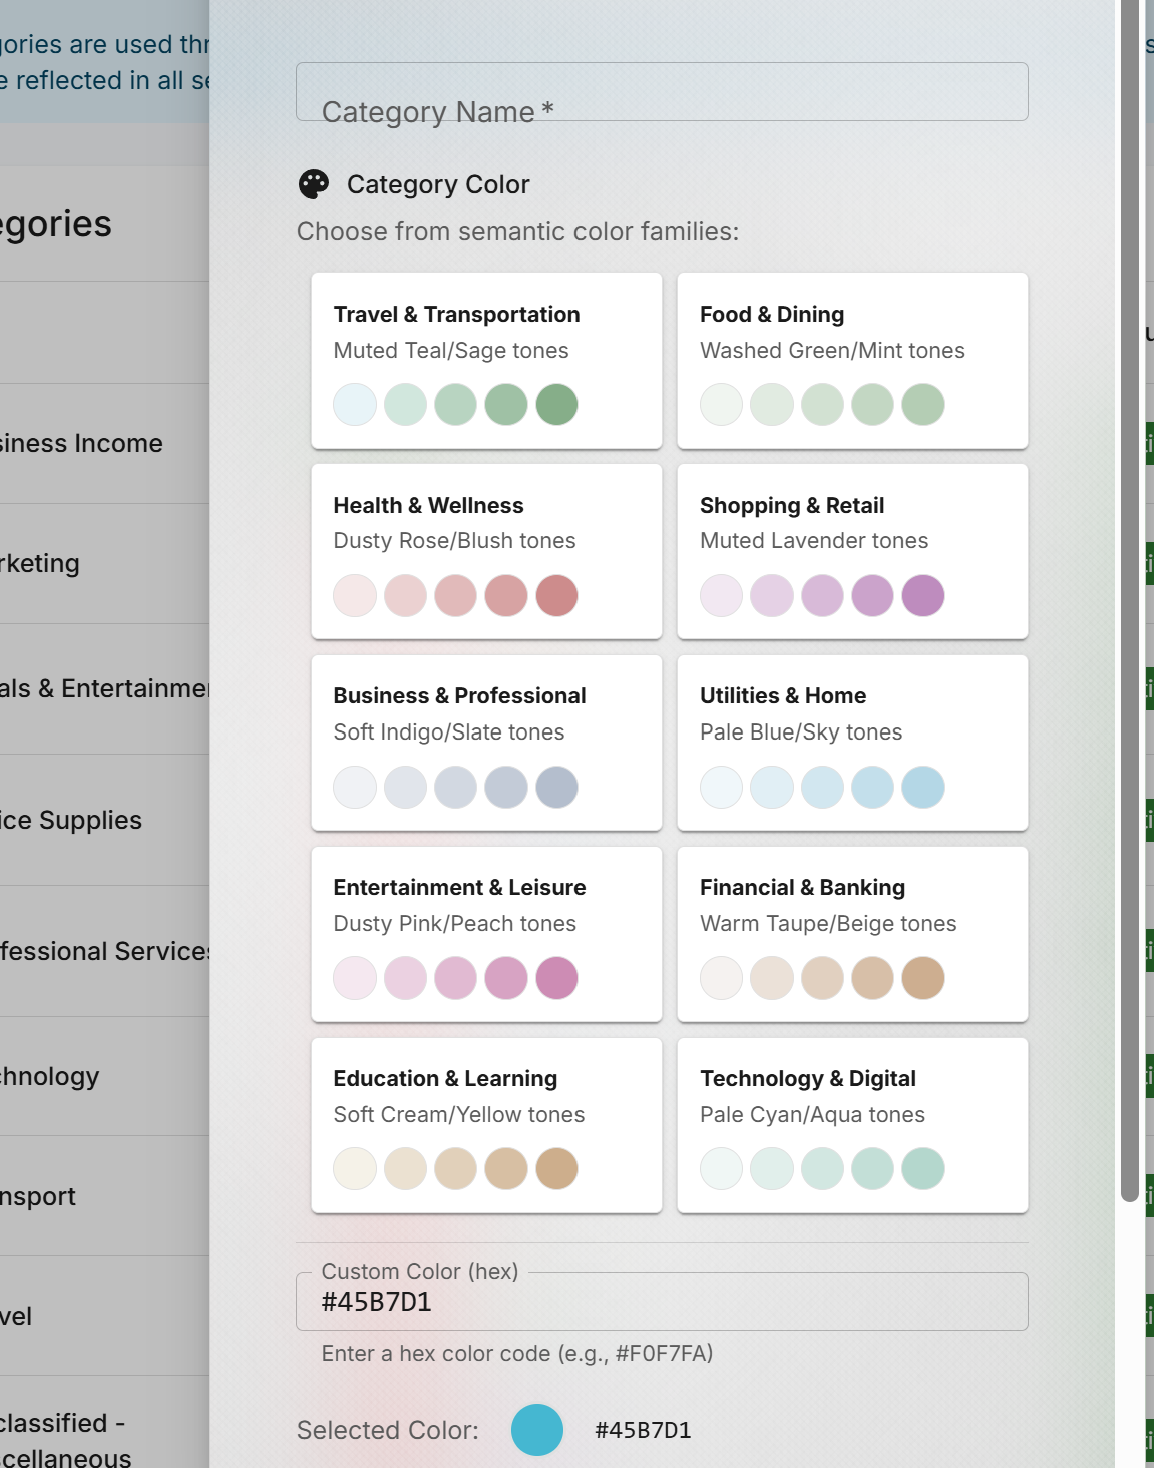 gories are used thr
e reflected in all se
egories
siness Income
rketing
als & Entertainme
ice Supplies
fessional Services
chnology
nsport
vel
classified -
scellaneous
Category Name *
Category Color
Choose from semantic color families:
Travel & Transportation
Muted Teal/Sage tones
Food & Dining
Washed Green/Mint tones
Health & Wellness
Dusty Rose/Blush tones
Shopping & Retail
Muted Lavender tones
Business & Professional
Soft Indigo/Slate tones
Utilities & Home
Pale Blue/Sky tones
Entertainment & Leisure
Dusty Pink/Peach tones
Financial & Banking
Warm Taupe/Beige tones
Education & Learning
Soft Cream/Yellow tones
Technology & Digital
Pale Cyan/Aqua tones
Custom Color (hex)
#45B7D1
Enter a hex color code (e.g., #F0F7FA)
Selected Color:
#45B7D1